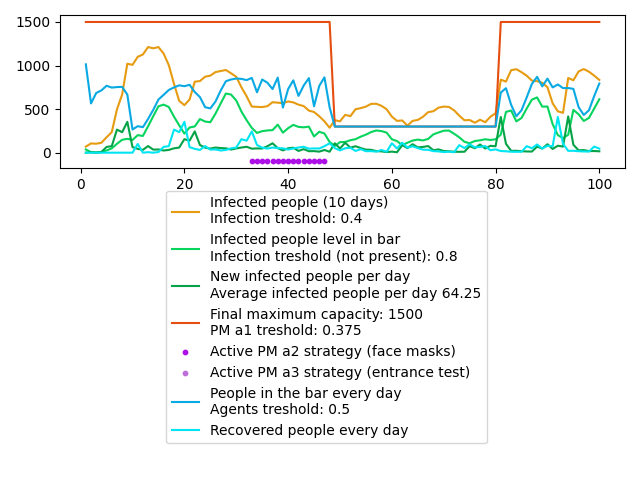 1500
1000
500
0
0 20 40 60 80 100
Infected people (10 days)
Infection treshold: 0.4
Infected people level in bar
Infection treshold (not present): 0.8
New infected people per day
Average infected people per day 64.25
Final maximum capacity: 1500
PM a1 treshold: 0.375
Active PM a2 strategy (face masks)
Active PM a3 strategy (entrance test)
People in the bar every day
Agents treshold: 0.5
Recovered people every day